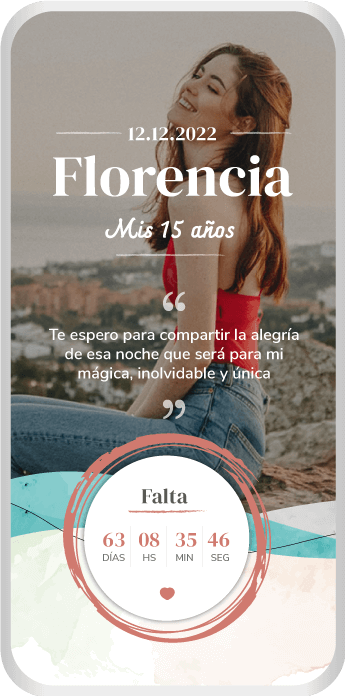 12.12.2022
Florencia
Mis 15 años
“
Te espero para compartir la alegría
de esa noche que será para mi
mágica, inolvidable y única
”
Falta
63 08 35 46
DÍAS HS MIN SEG